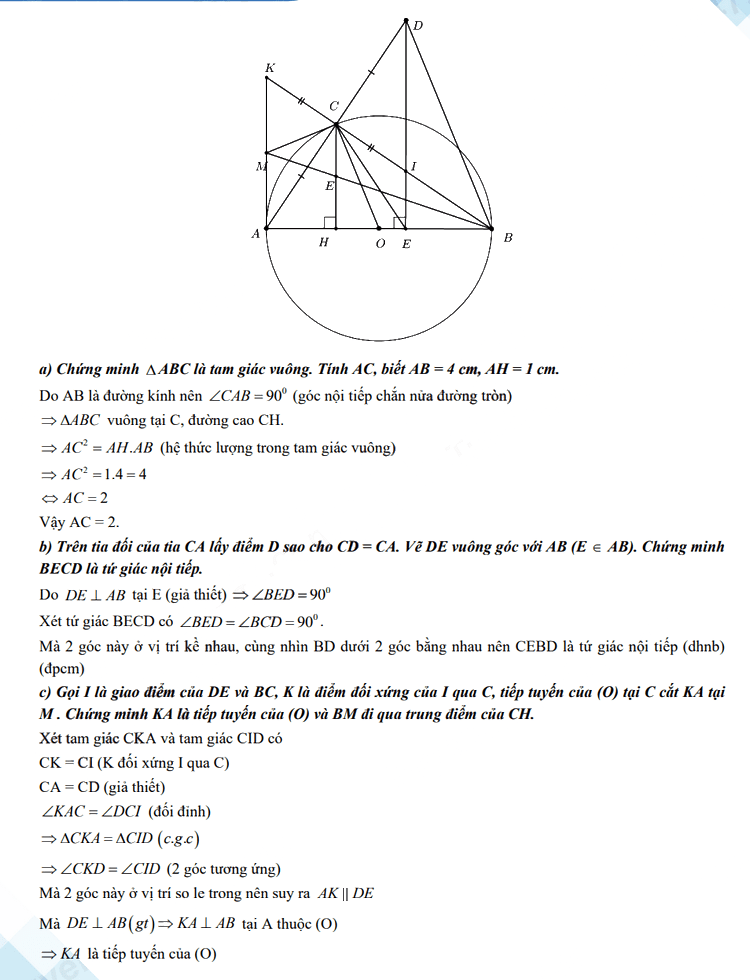 D
K
C
M
I
E
A
H
O
E
B
a) Chứng minh ΔABC là tam giác vuông. Tính AC, biết AB = 4 cm, AH = 1 cm.
Do AB là đường kính nên ∠CAB = 90⁰ (góc nội tiếp chắn nửa đường tròn)
⇒ ΔABC vuông tại C, đường cao CH.
⇒ AC² = AH.AB (hệ thức lượng trong tam giác vuông)
⇒ AC² = 1.4 = 4
⇔ AC = 2
Vậy AC = 2.
b) Trên tia đối của tia CA lấy điểm D sao cho CD = CA. Vẽ DE vuông góc với AB (E ∈ AB). Chứng minh
BECD là tứ giác nội tiếp.
Do DE ⊥ AB tại E (giả thiết) ⇒ ∠BED = 90⁰
Xét tứ giác BECD có ∠BED = ∠BCD = 90⁰.
Mà 2 góc này ở vị trí kề nhau, cùng nhìn BD dưới 2 góc bằng nhau nên CEBD là tứ giác nội tiếp (dhnb)
(đpcm)
c) Gọi I là giao điểm của DE và BC, K là điểm đối xứng của I qua C, tiếp tuyến của (O) tại C cắt KA tại
M . Chứng minh KA là tiếp tuyến của (O) và BM đi qua trung điểm của CH.
Xét tam giác CKA và tam giác CID có
CK = CI (K đối xứng I qua C)
CA = CD (giả thiết)
∠KAC = ∠DCI (đối đỉnh)
⇒ ΔCKA = ΔCID (c.g.c)
⇒ ∠CKD = ∠CID (2 góc tương ứng)
Mà 2 góc này ở vị trí so le trong nên suy ra AK || DE
Mà DE ⊥ AB(gt) ⇒ KA ⊥ AB tại A thuộc (O)
⇒ KA là tiếp tuyến của (O)